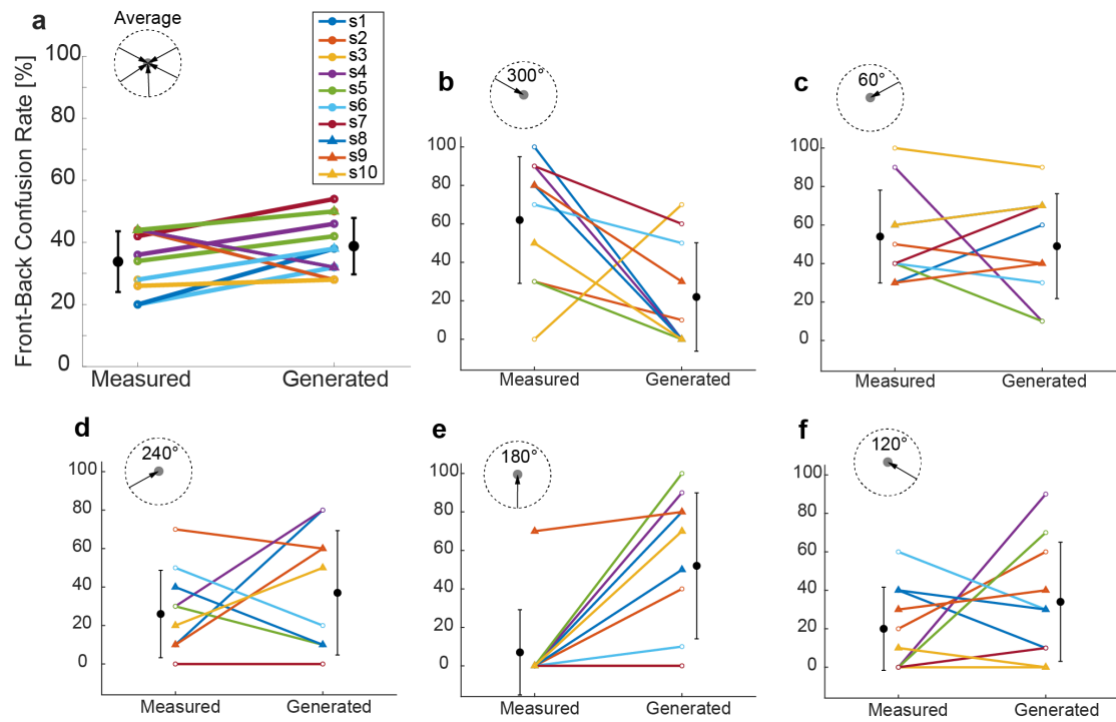 a
Average
Front-Back Confusion Rate [%]
100
80
60
40
20
0
Measured
Generated
s1
s2
s3
s4
s5
s6
s7
s8
s9
s10
b
300°
100
80
60
40
20
0
Measured
Generated
c
60°
100
80
60
40
20
0
Measured
Generated
d
240°
100
80
60
40
20
0
Measured
Generated
e
180°
100
80
60
40
20
0
Measured
Generated
f
120°
100
80
60
40
20
0
Measured
Generated